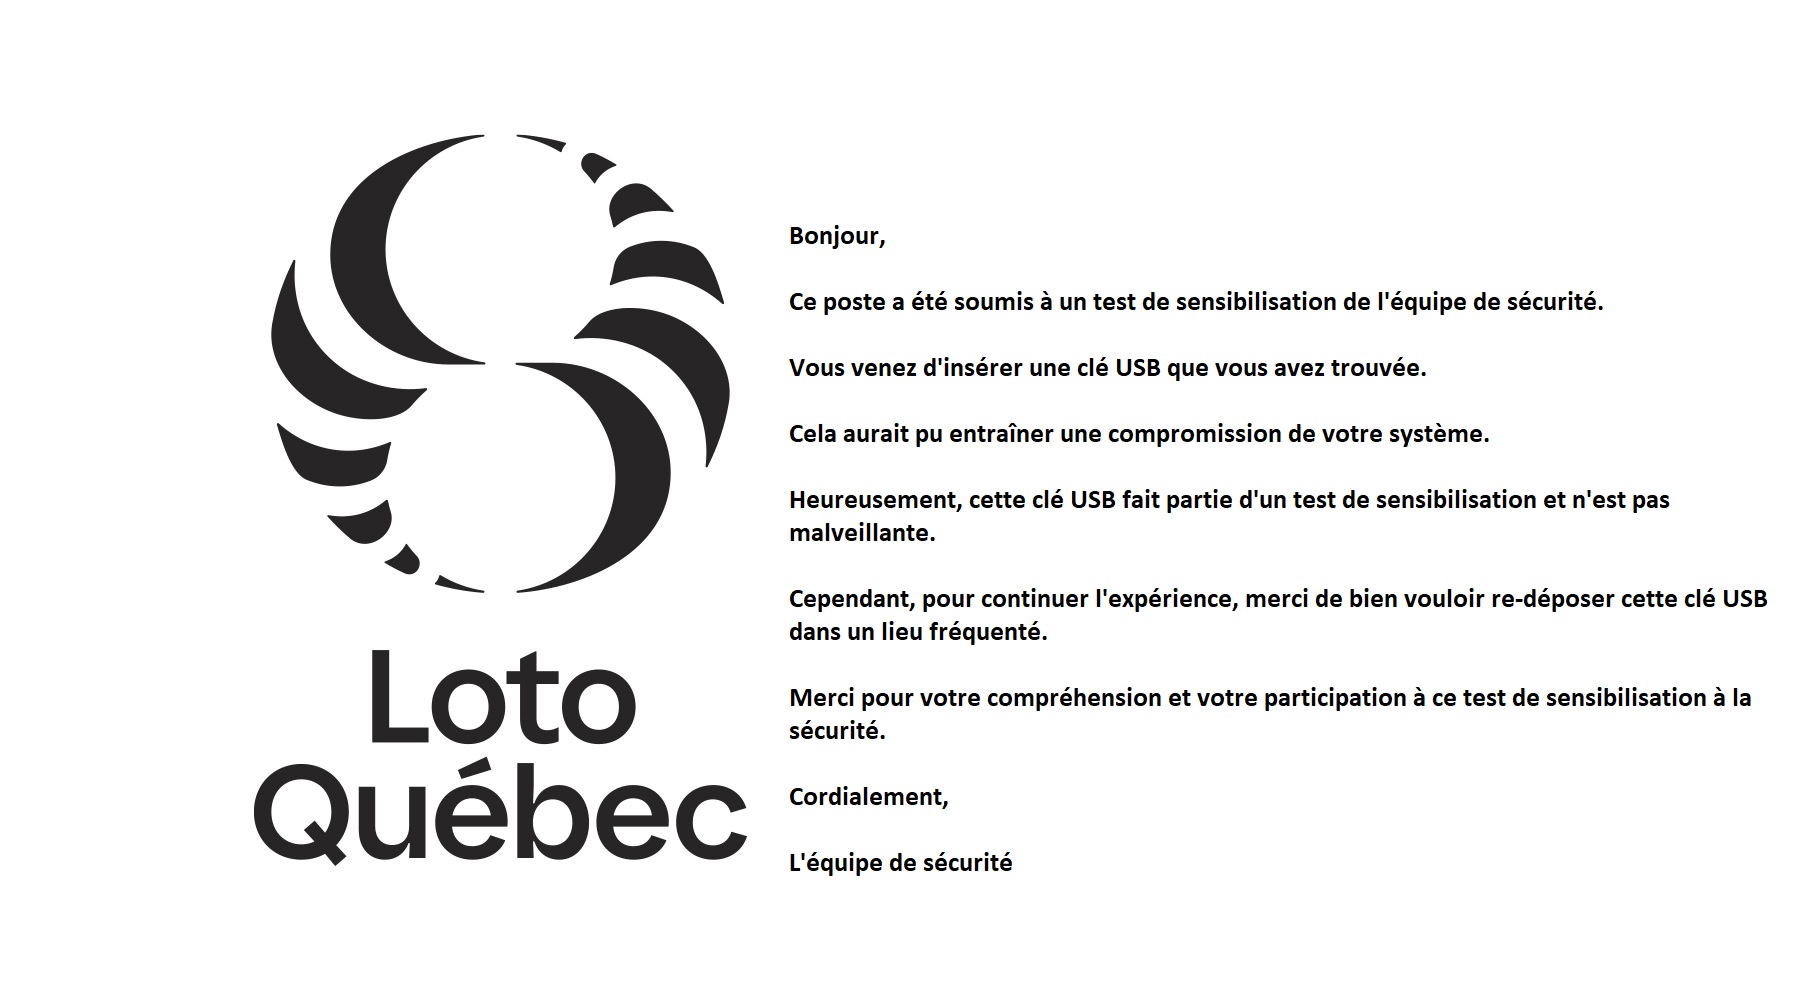 Loto
Québec
Bonjour,
Ce poste a été soumis à un test de sensibilisation de l'équipe de sécurité.
Vous venez d'insérer une clé USB que vous avez trouvée.
Cela aurait pu entraîner une compromission de votre système.
Heureusement, cette clé USB fait partie d'un test de sensibilisation et n'est pas
malveillante.
Cependant, pour continuer l'expérience, merci de bien vouloir re-déposer cette clé USB
dans un lieu fréquenté.
Merci pour votre compréhension et votre participation à ce test de sensibilisation à la
sécurité.
Cordialement,
L'équipe de sécurité